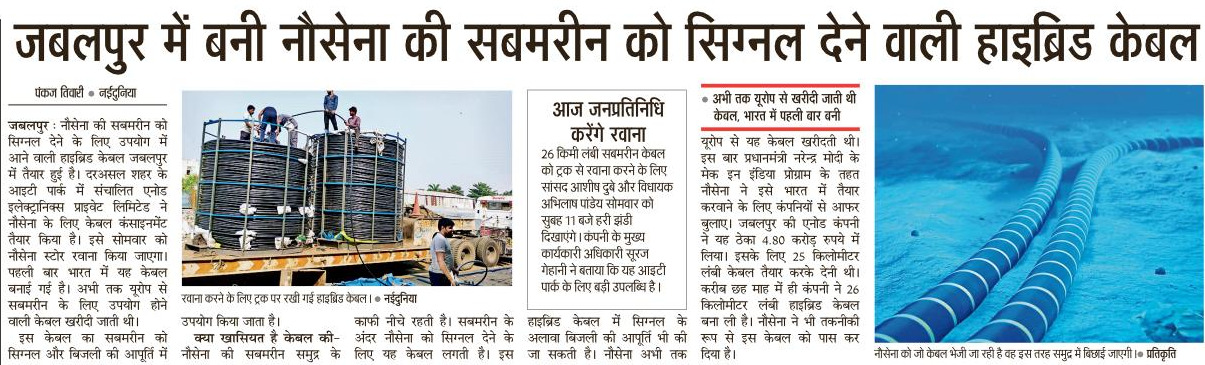 जबलपुर में बनी नौसेना की सबमरीन को सिग्नल देने वाली हाइब्रिड केबल
पंकज तिवारी ● नईदुनिया
जबलपुर : नौसेना की सबमरीन को
सिग्नल देने के लिए उपयोग में
आने वाली हाइब्रिड केबल जबलपुर
में तैयार हुई है। दरअसल शहर के
आइटी पार्क में संचालित एनोड
इलेक्ट्रानिक्स प्राइवेट लिमिटेड ने
नौसेना के लिए केबल कंसाइनमेंट
तैयार किया है। इसे सोमवार को
नौसेना स्टोर रवाना किया जाएगा।
पहली बार भारत में यह केबल
बनाई गई है। अभी तक यूरोप से
सबमरीन के लिए उपयोग होने
वाली केबल खरीदी जाती थी।
इस केबल का सबमरीन को
सिग्नल और बिजली की आपूर्ति में
रवाना करने के लिए ट्रक पर रखी गई हाइब्रिड केबल। ● नईदुनिया
उपयोग किया जाता है।
क्या खासियत है केबल की-
नौसेना की सबमरीन समुद्र के
काफी नीचे रहती है। सबमरीन के
अंदर नौसेना को सिग्नल देने के
लिए यह केबल लगती है। इस
आज जनप्रतिनिधि
करेंगे रवाना
26 किमी लंबी सबमरीन केबल
को ट्रक से रवाना करने के लिए
सांसद आशीष दुबे और विधायक
अभिलाष पांडेय सोमवार को
सुबह 11 बजे हरी झंडी
दिखाएंगे। कंपनी के मुख्य
कार्यकारी अधिकारी सूरज
गेहानी ने बताया कि यह आइटी
पार्क के लिए बड़ी उपलब्धि है।
हाइब्रिड केबल में सिग्नल के
अलावा बिजली की आपूर्ति भी की
जा सकती है। नौसेना अभी तक
● अभी तक यूरोप से खरीदी जाती थी
केवल, भारत में पहली बार बनी
यूरोप से यह केबल खरीदती थी।
इस बार प्रधानमंत्री नरेन्द्र मोदी के
मेक इन इंडिया प्रोग्राम के तहत
नौसेना ने इसे भारत में तैयार
करवाने के लिए कंपनियों से आफर
बुलाए। जबलपुर की एनोड कंपनी
ने यह ठेका 4.80 करोड़ रुपये में
लिया। इसके लिए 25 किलोमीटर
लंबी केबल तैयार करके देनी थी।
करीब छह माह में ही कंपनी ने 26
किलोमीटर लंबी हाइब्रिड केबल
बना ली है। नौसेना ने भी तकनीकी
रूप से इस केबल को पास कर
दिया है।
नौसेना को जो केबल भेजी जा रही है वह इस तरह समुद्र में बिछाई जाएगी।● प्रतिकृति